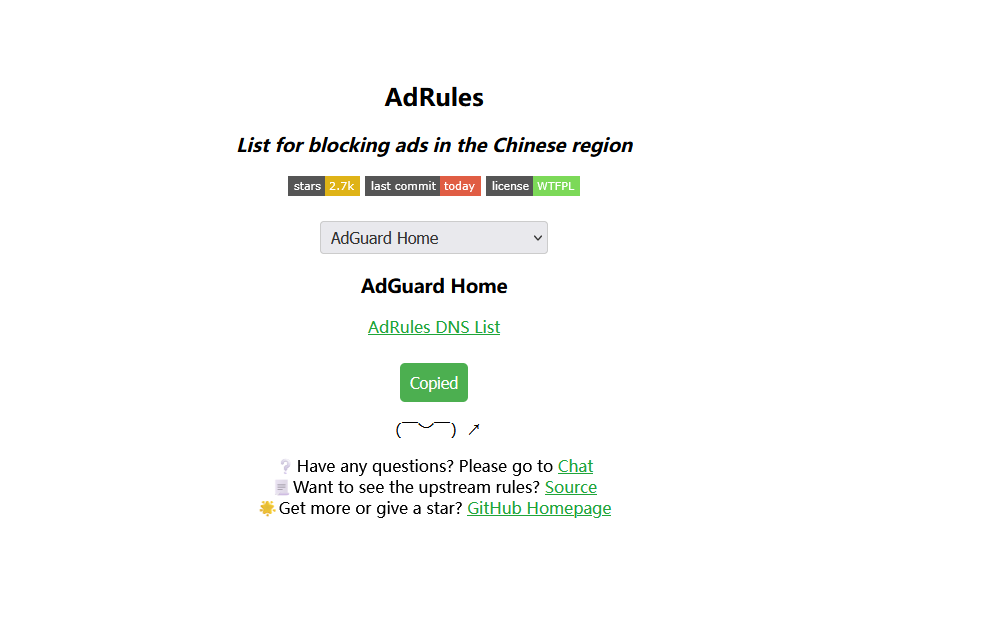 AdRules
List for blocking ads in the Chinese region
stars 2.7k last commit today license WTFPL
AdGuard Home
AdGuard Home
AdRules DNS List
Copied
(￣︶￣) ↗
❔ Have any questions? Please go to Chat
📃 Want to see the upstream rules? Source
🌟 Get more or give a star? GitHub Homepage